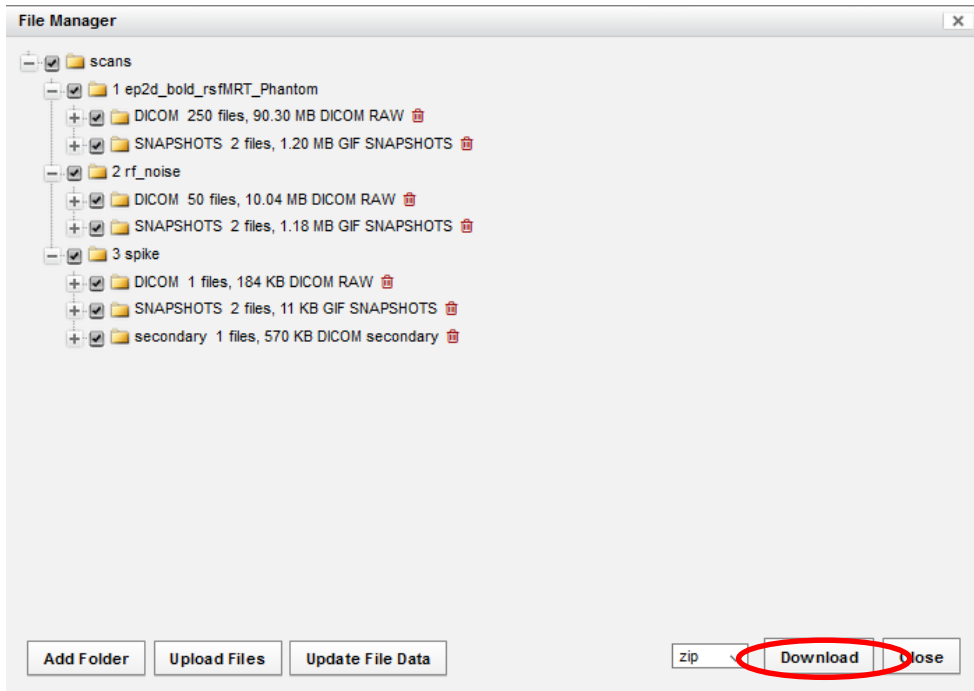 File Manager
scans
1 ep2d_bold_rsfMRT_Phantom
DICOM 250 files, 90.30 MB DICOM RAW
SNAPSHOTS 2 files, 1.20 MB GIF SNAPSHOTS
2 rf_noise
DICOM 50 files, 10.04 MB DICOM RAW
SNAPSHOTS 2 files, 1.18 MB GIF SNAPSHOTS
3 spike
DICOM 1 files, 184 KB DICOM RAW
SNAPSHOTS 2 files, 11 KB GIF SNAPSHOTS
secondary 1 files, 570 KB DICOM secondary
Add Folder Upload Files Update File Data zip Download Close